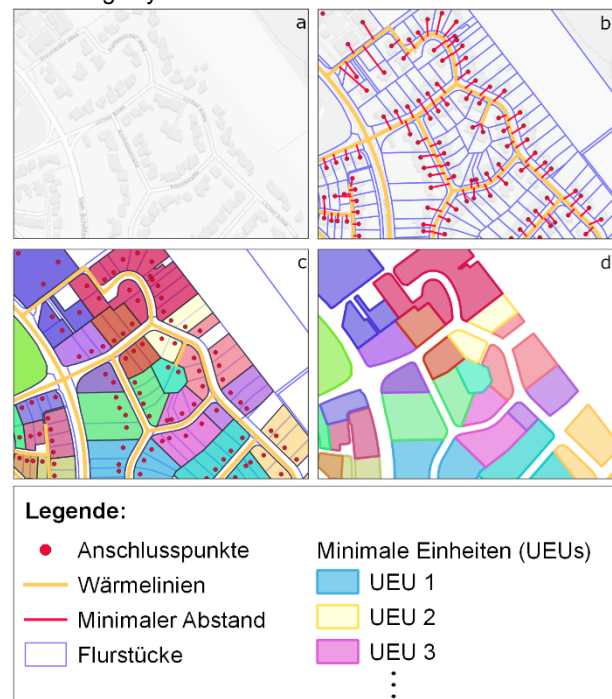 a
b
c
d
Legende:
Anschlusspunkte
Wärmelinien
Minimaler Abstand
Flurstücke
Minimale Einheiten (UEUs)
UEU 1
UEU 2
UEU 3